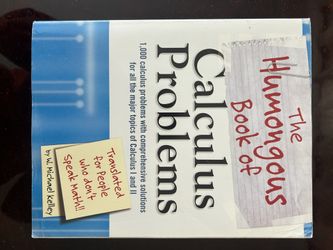 The
Humongous
Book of
Calculus
Problems
1,000 calculus problems with comprehensive solutions
for all the major topics of Calculus I and II
Translated
for People
who don't
Speak Math!!
by W. Michael Kelley